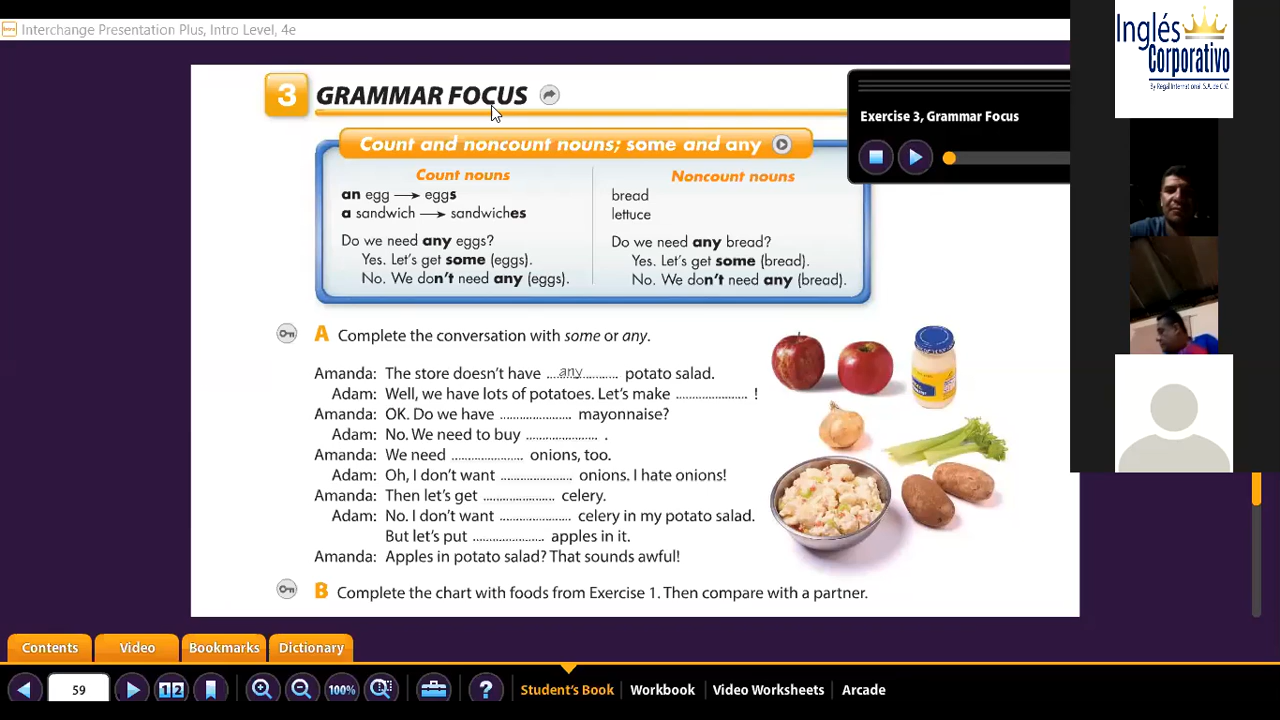 Interchange Presentation Plus, Intro Level, 4e
Inglés
Corporativo
By Regal International S.A. de C.V.
3 GRAMMAR FOCUS
Exercise 3, Grammar Focus
Count and noncount nouns; some and any
Count nouns
an egg → eggs
a sandwich → sandwiches
Do we need any eggs?
Yes. Let's get some (eggs).
No. We don't need any (eggs).
Noncount nouns
bread
lettuce
Do we need any bread?
Yes. Let's get some (bread).
No. We don't need any (bread).
A Complete the conversation with some or any.
Amanda: The store doesn't have ....any.... potato salad.
Adam: Well, we have lots of potatoes. Let's make .................... !
Amanda: OK. Do we have .................... mayonnaise?
Adam: No. We need to buy .................... .
Amanda: We need .................... onions, too.
Adam: Oh, I don't want .................... onions. I hate onions!
Amanda: Then let's get .................... celery.
Adam: No. I don't want .................... celery in my potato salad.
But let's put .................... apples in it.
Amanda: Apples in potato salad? That sounds awful!
B Complete the chart with foods from Exercise 1. Then compare with a partner.
Contents Video Bookmarks Dictionary
59 12 100% ? Student's Book Workbook Video Worksheets Arcade